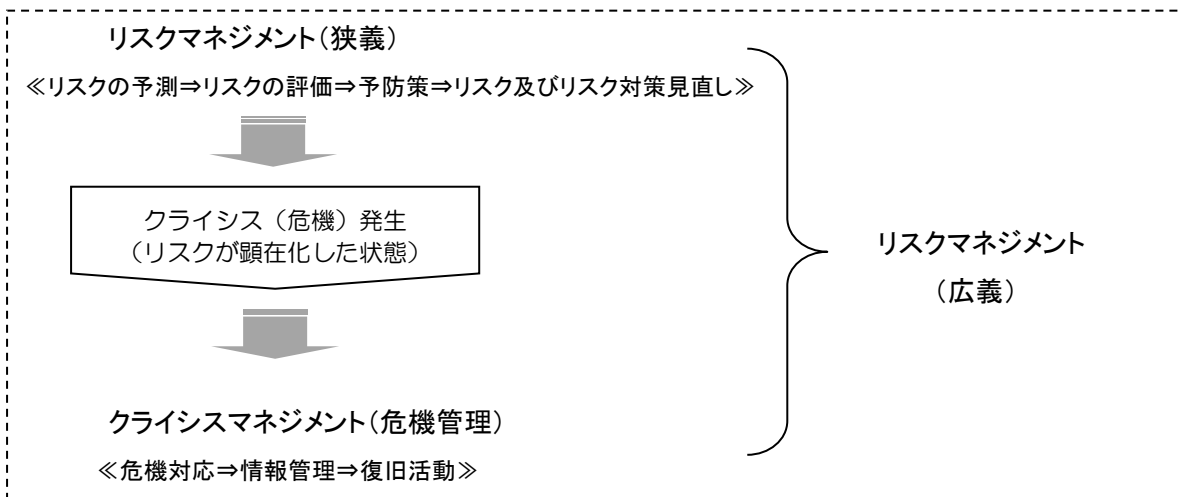 リスクマネジメント（狭義）
≪リスクの予測⇒リスクの評価⇒予防策⇒リスク及びリスク対策見直し≫
クライシス（危機）発生
（リスクが顕在化した状態）
リスクマネジメント
（広義）
クライシスマネジメント（危機管理）
≪危機対応⇒情報管理⇒復旧活動≫